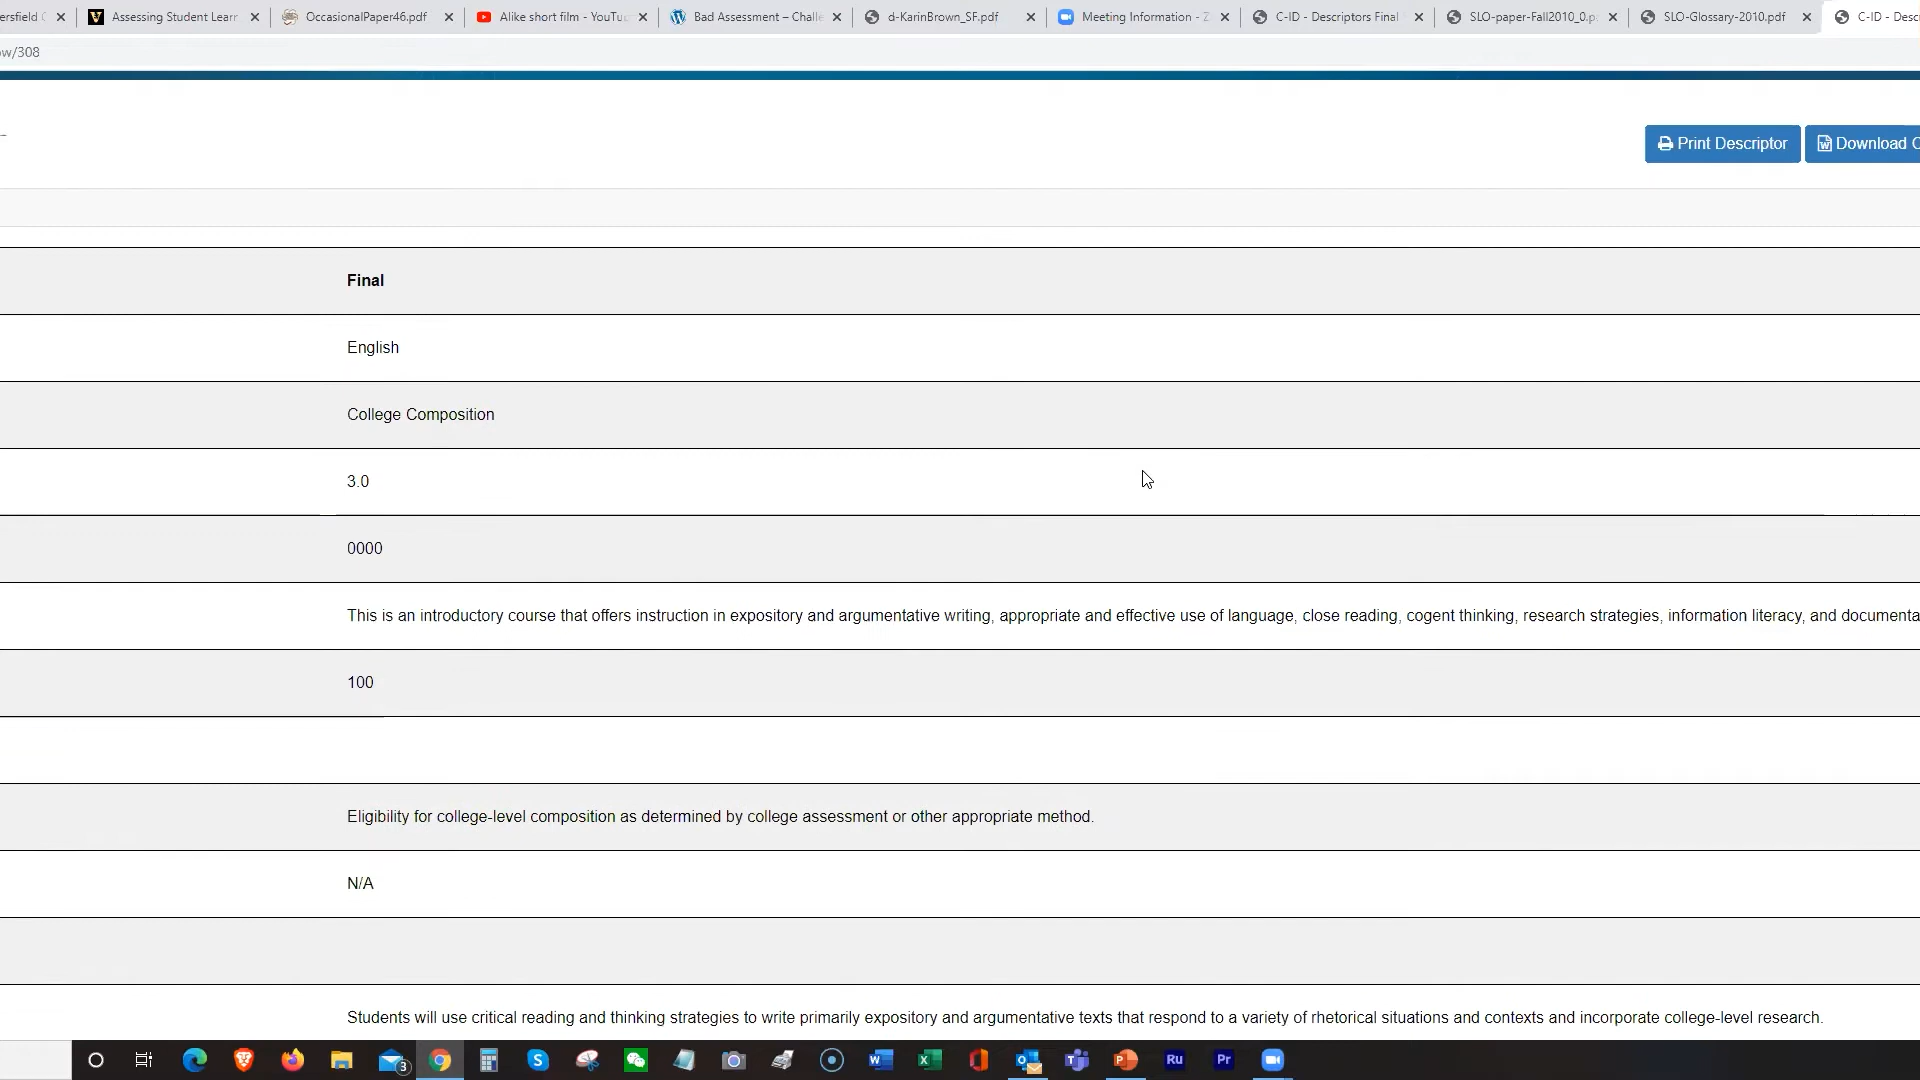 ersfield C
Assessing Student Learn
OccasionalPaper46.pdf
Alike short film - YouTu
Bad Assessment – Challe
d-KarinBrown_SF.pdf
Meeting Information - Z
C-ID - Descriptors Final
SLO-paper-Fall2010_0.p
SLO-Glossary-2010.pdf
C-ID - Desc
ow/308
Print Descriptor
Download C
Final
English
College Composition
3.0
0000
This is an introductory course that offers instruction in expository and argumentative writing, appropriate and effective use of language, close reading, cogent thinking, research strategies, information literacy, and documenta
100
Eligibility for college-level composition as determined by college assessment or other appropriate method.
N/A
Students will use critical reading and thinking strategies to write primarily expository and argumentative texts that respond to a variety of rhetorical situations and contexts and incorporate college-level research.
3
Ru
Pr